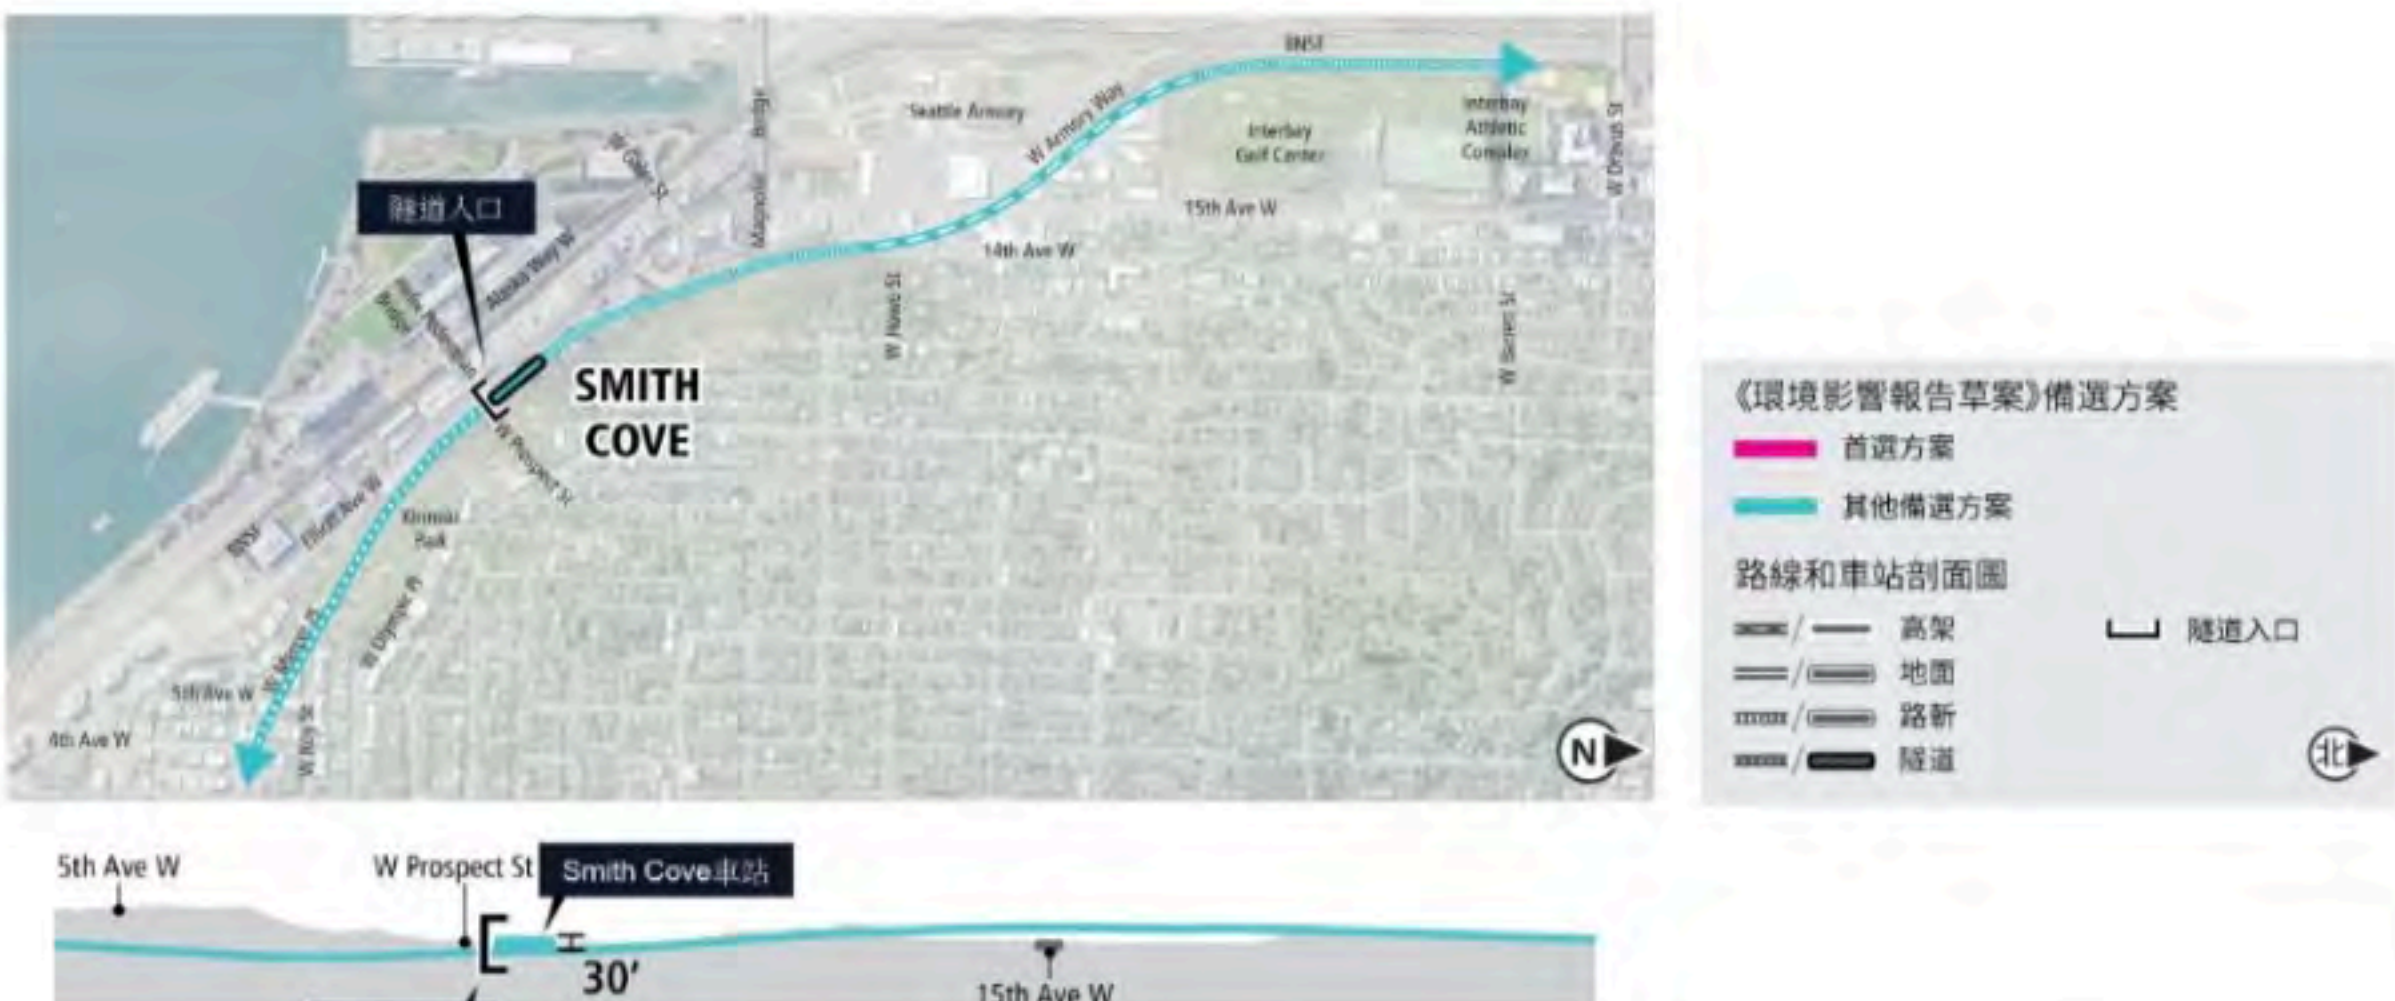 BNSF
Seattle Armory
W Armory Way
Interbay
Golf Center
Interbay
Athletic
Complex
W Dravus St
Magnolia Bridge
W Galer St
隧道入口
Alaska Way W
Bridge
15th Ave W
14th Ave W
W Howe St
SMITH
COVE
W Prospect St
BNSF
Elliott Ave W
Kinnear
Park
W Olympic Pl
5th Ave W
W Roy St
4th Ave W
N
《環境影響報告草案》備選方案
首選方案
其他備選方案
路線和車站剖面圖
高架
隧道入口
地面
路塹
隧道
北
5th Ave W
W Prospect St
Smith Cove車站
30'
15th Ave W